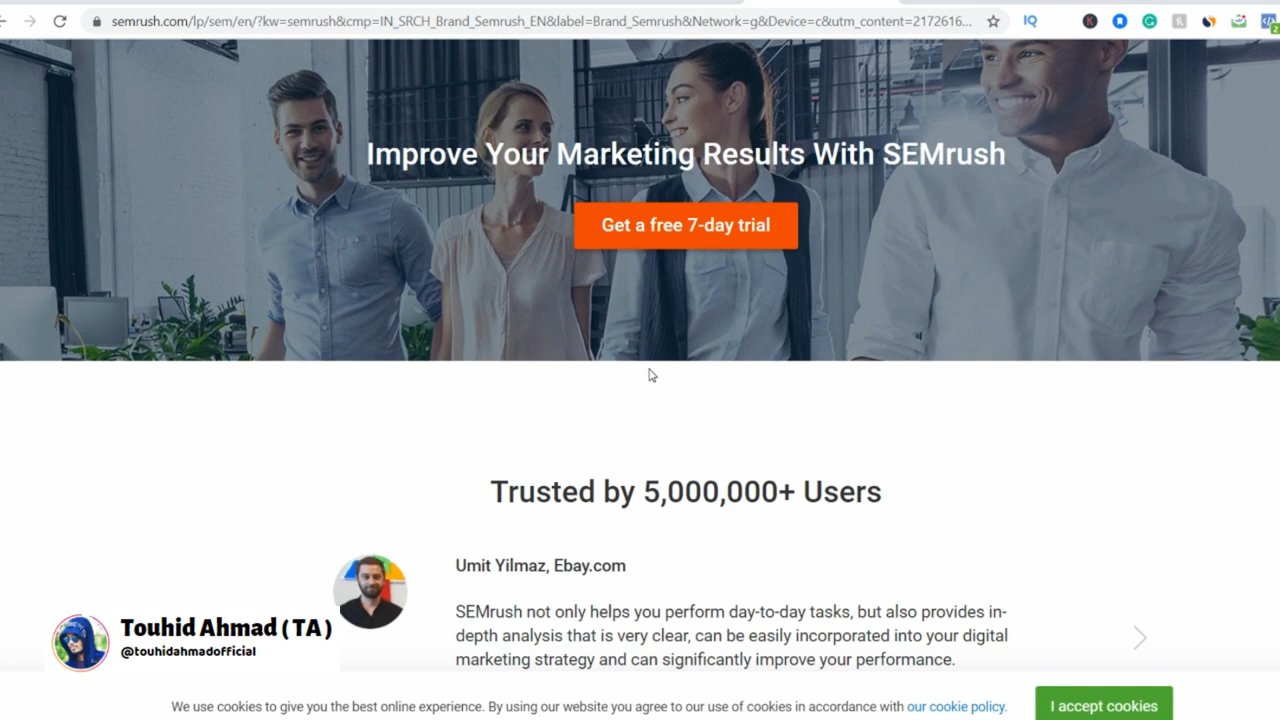 semrush.com/lp/sem/en/?kw=semrush&cmp=IN_SRCH_Brand_Semrush_EN&label=Brand_Semrush&Network=g&Device=c&utm_content=2172616...
IQ
K
2
Improve Your Marketing Results With SEMrush
Get a free 7-day trial
Trusted by 5,000,000+ Users
Umit Yilmaz, Ebay.com
SEMrush not only helps you perform day-to-day tasks, but also provides in-
depth analysis that is very clear, can be easily incorporated into your digital
marketing strategy and can significantly improve your performance.
Touhid Ahmad ( TA )
@touhidahmadofficial
We use cookies to give you the best online experience. By using our website you agree to our use of cookies in accordance with our cookie policy.
I accept cookies